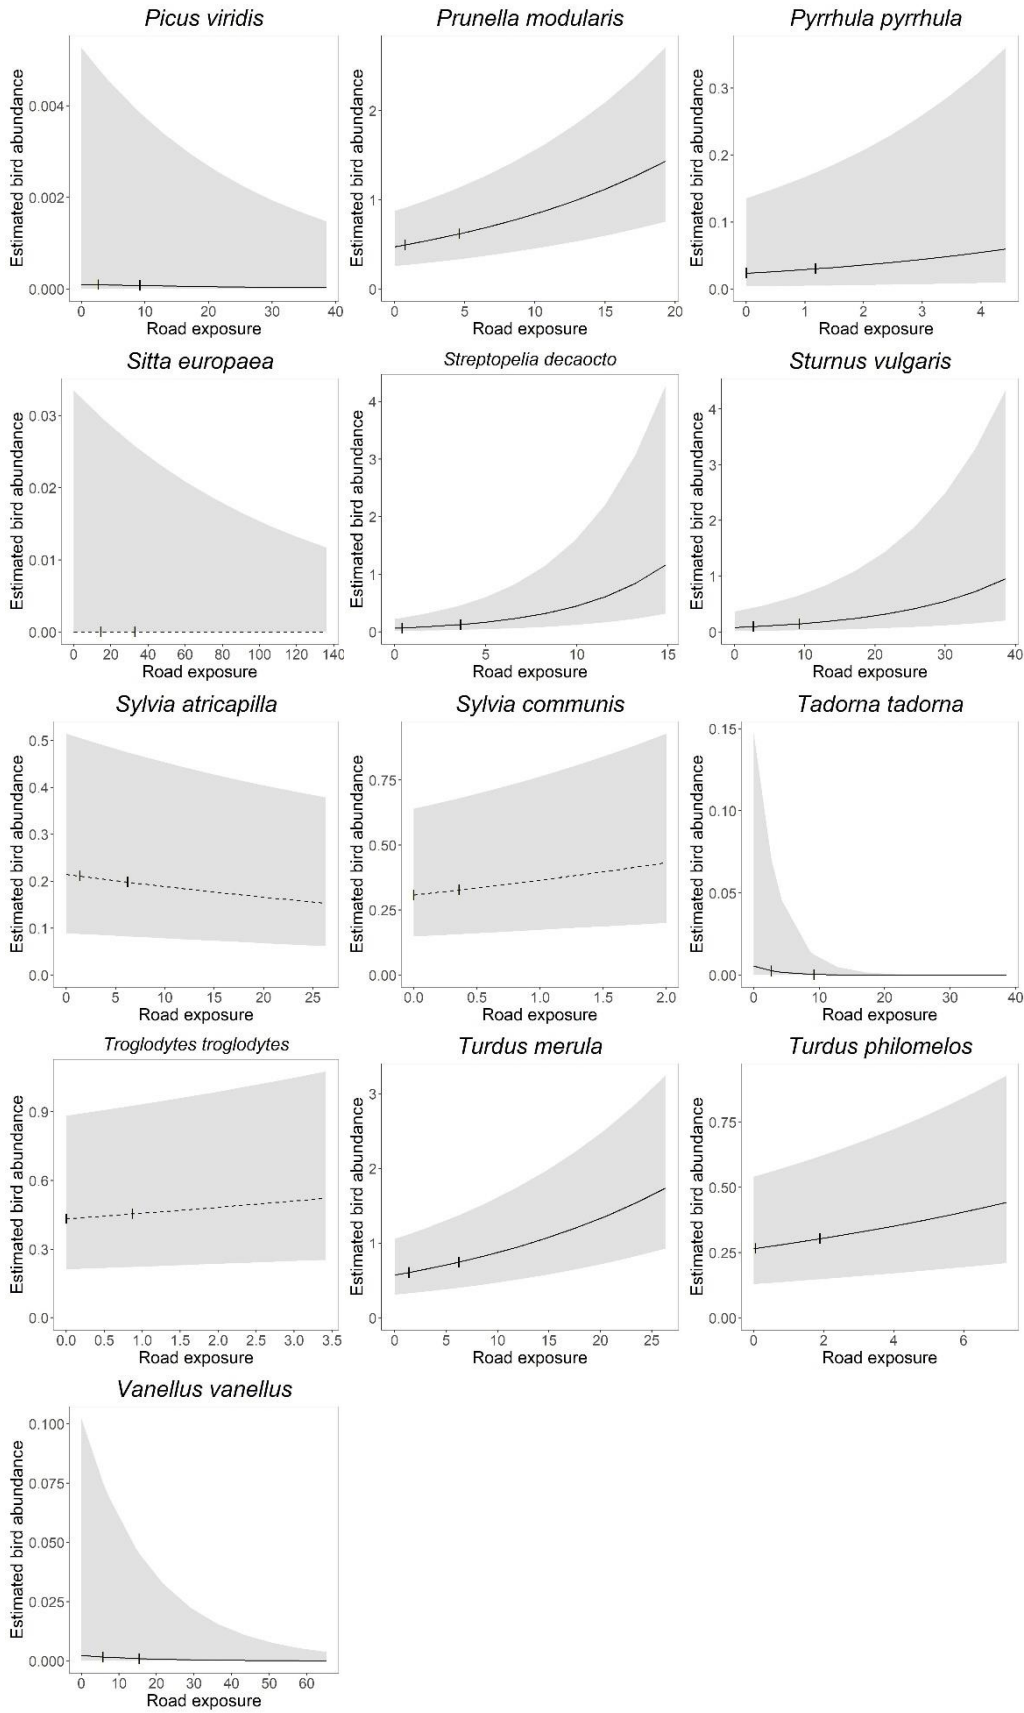 Picus viridis
Prunella modularis
Pyrrhula pyrrhula
Estimated bird abundance
0.004
0.002
0.000
0 10 20 30 40
Road exposure
Estimated bird abundance
2
1
0
0 5 10 15 20
Road exposure
Estimated bird abundance
0.3
0.2
0.1
0.0
0 1 2 3 4
Road exposure
Sitta europaea
Streptopelia decaocto
Sturnus vulgaris
Estimated bird abundance
0.03
0.02
0.01
0.00
0 20 40 60 80 100 120 140
Road exposure
Estimated bird abundance
4
3
2
1
0
0 5 10 15
Road exposure
Estimated bird abundance
4
3
2
1
0
0 10 20 30 40
Road exposure
Sylvia atricapilla
Sylvia communis
Tadorna tadorna
Estimated bird abundance
0.5
0.4
0.3
0.2
0.1
0.0
0 5 10 15 20 25
Road exposure
Estimated bird abundance
0.75
0.50
0.25
0.00
0.0 0.5 1.0 1.5 2.0
Road exposure
Estimated bird abundance
0.15
0.10
0.05
0.00
0 10 20 30 40
Road exposure
Troglodytes troglodytes
Turdus merula
Turdus philomelos
Estimated bird abundance
0.9
0.6
0.3
0.0
0.0 0.5 1.0 1.5 2.0 2.5 3.0 3.5
Road exposure
Estimated bird abundance
3
2
1
0
0 5 10 15 20 25
Road exposure
Estimated bird abundance
0.75
0.50
0.25
0.00
0 2 4 6
Road exposure
Vanellus vanellus
Estimated bird abundance
0.100
0.075
0.050
0.025
0.000
0 10 20 30 40 50 60
Road exposure